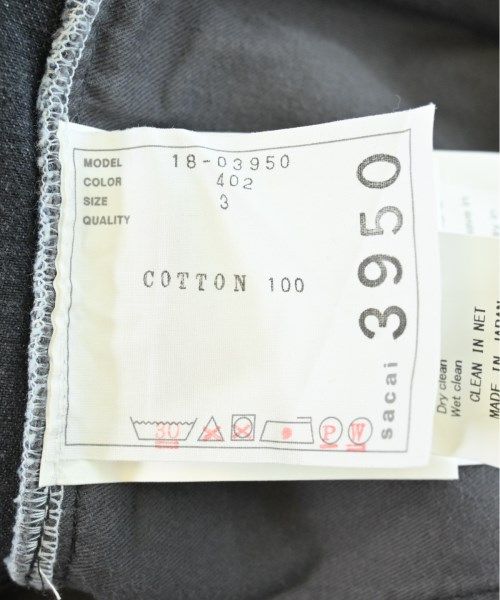 MODEL 18-03950
COLOR 402
SIZE 3
QUALITY
COTTON 100
30
P W
sacai 3950
Dry clean
Wet clean
CLEAN IN NET
MADE IN JAPAN